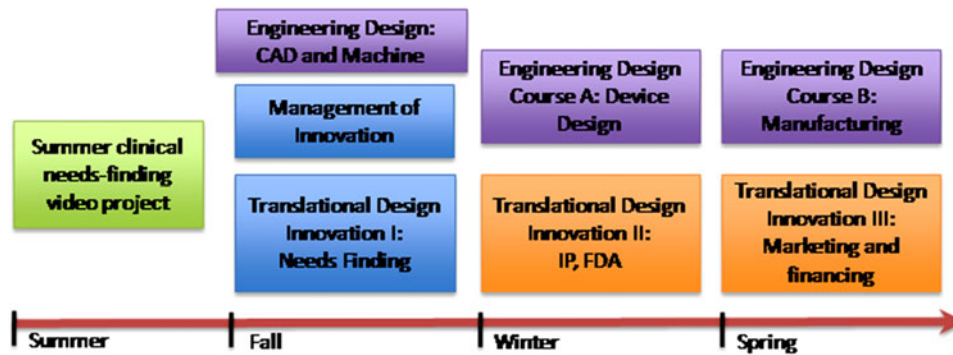 Engineering Design:
CAD and Machine
Management of
Innovation
Translational Design
Innovation I:
Needs Finding
Summer clinical
needs-finding
video project
Engineering Design
Course A: Device
Design
Translational Design
Innovation II:
IP, FDA
Engineering Design
Course B:
Manufacturing
Translational Design
Innovation III:
Marketing and
financing
Summer
Fall
Winter
Spring